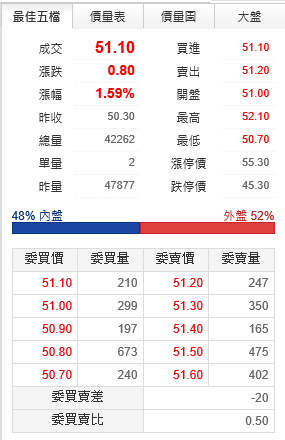 最佳五檔 價量表 價量圖 大盤
成交 51.10 買進 51.10
漲跌 0.80 賣出 51.20
漲幅 1.59% 開盤 51.00
昨收 50.30 最高 52.10
總量 42262 最低 50.70
單量 2 漲停價 55.30
昨量 47877 跌停價 45.30
48% 內盤 外盤 52%
委買價 委買量 委賣價 委賣量
51.10 210 51.20 247
51.00 299 51.30 350
50.90 197 51.40 165
50.80 673 51.50 475
50.70 240 51.60 402
委買賣差 -20
委買賣比 0.50